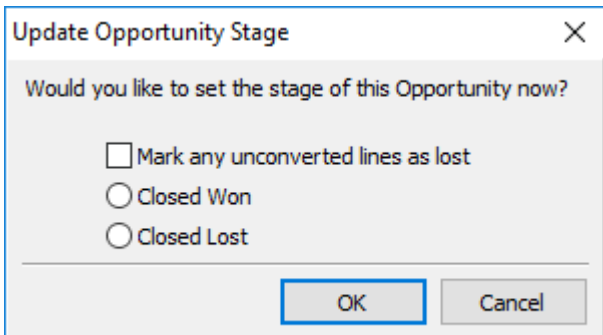 Update Opportunity Stage
Would you like to set the stage of this Opportunity now?
Mark any unconverted lines as lost
Closed Won
Closed Lost
OK Cancel